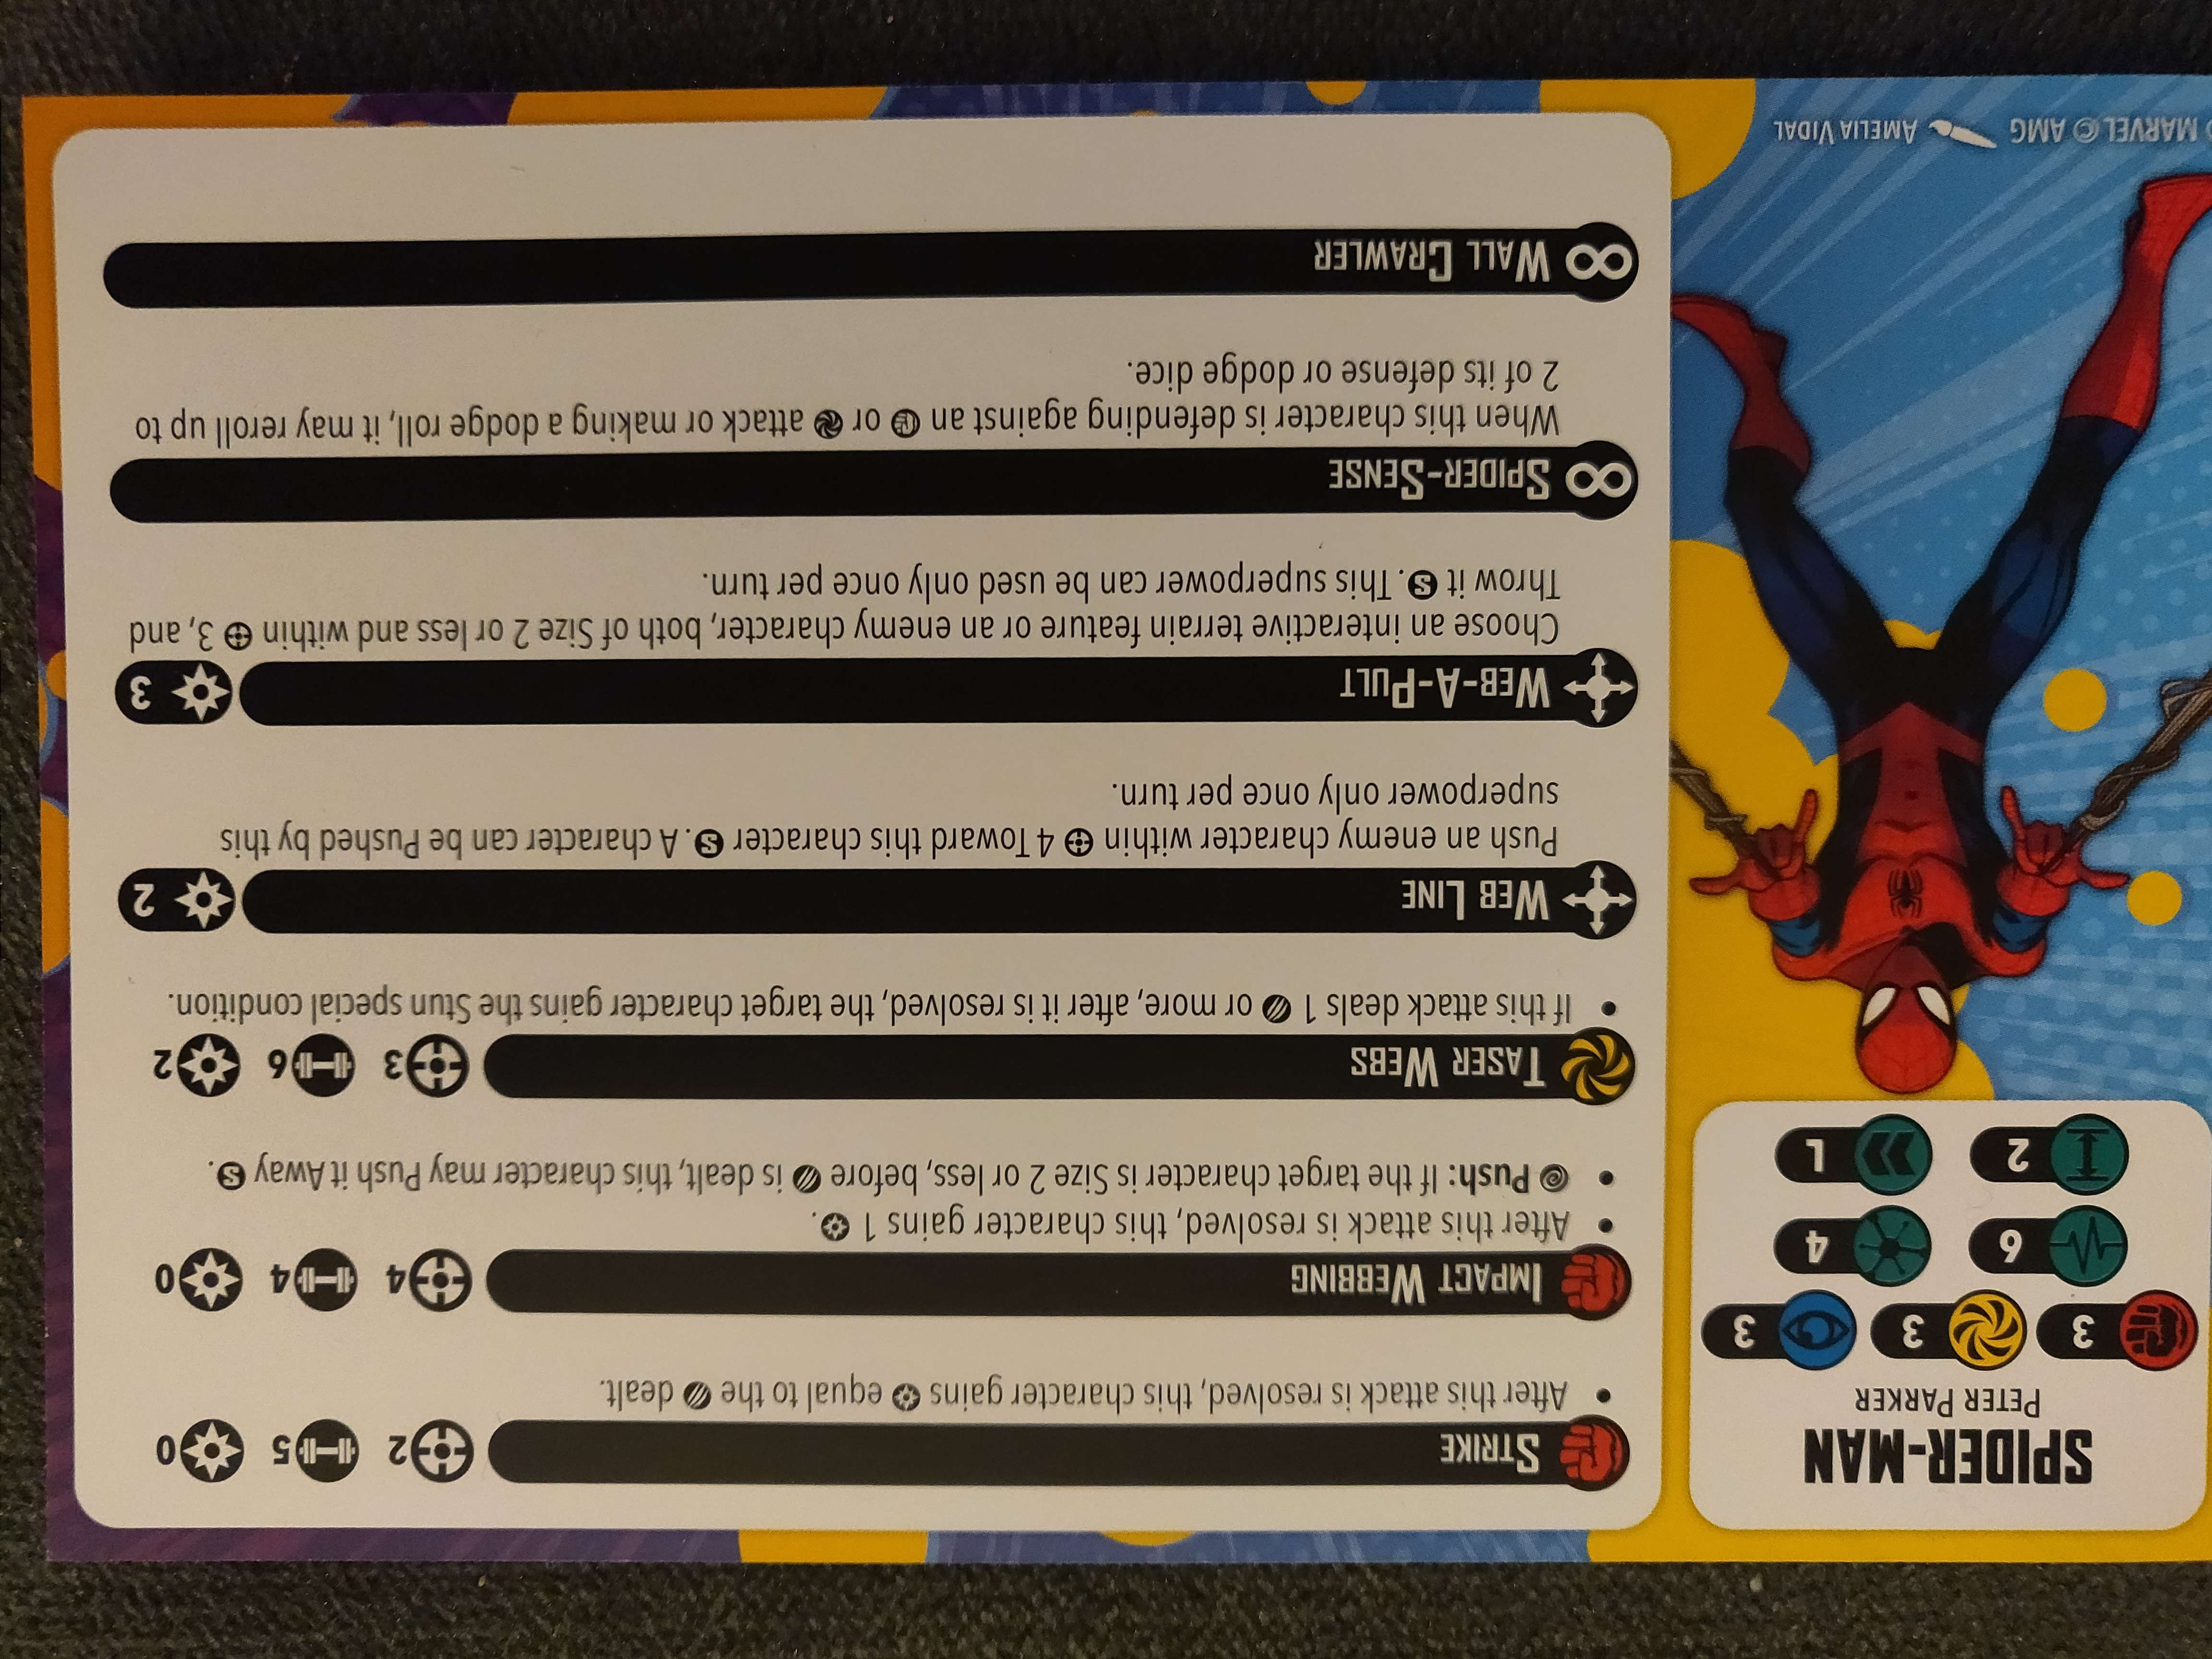 SPIDER-MAN
PETER PARKER
3 3 3
6 4
2 L
STRIKE 2 5 0
• After this attack is resolved, this character gains equal to the dealt.
IMPACT WEBBING 4 4 0
• After this attack is resolved, this character gains 1 .
• Push: If the target character is Size 2 or less, before is dealt, this character may Push it Away S.
TASER WEBS 3 6 2
• If this attack deals 1 or more, after it is resolved, the target character gains the Stun special condition.
WEB LINE 2
Push an enemy character within 4 Toward this character S. A character can be Pushed by this
superpower only once per turn.
WEB-A-PULT 3
Choose an interactive terrain feature or an enemy character, both of Size 2 or less and within 3, and
Throw it S. This superpower can be used only once per turn.
SPIDER-SENSE
When this character is defending against an or attack or making a dodge roll, it may reroll up to
2 of its defense or dodge dice.
WALL CRAWLER
MARVEL © AMG AMELIA VIDAL